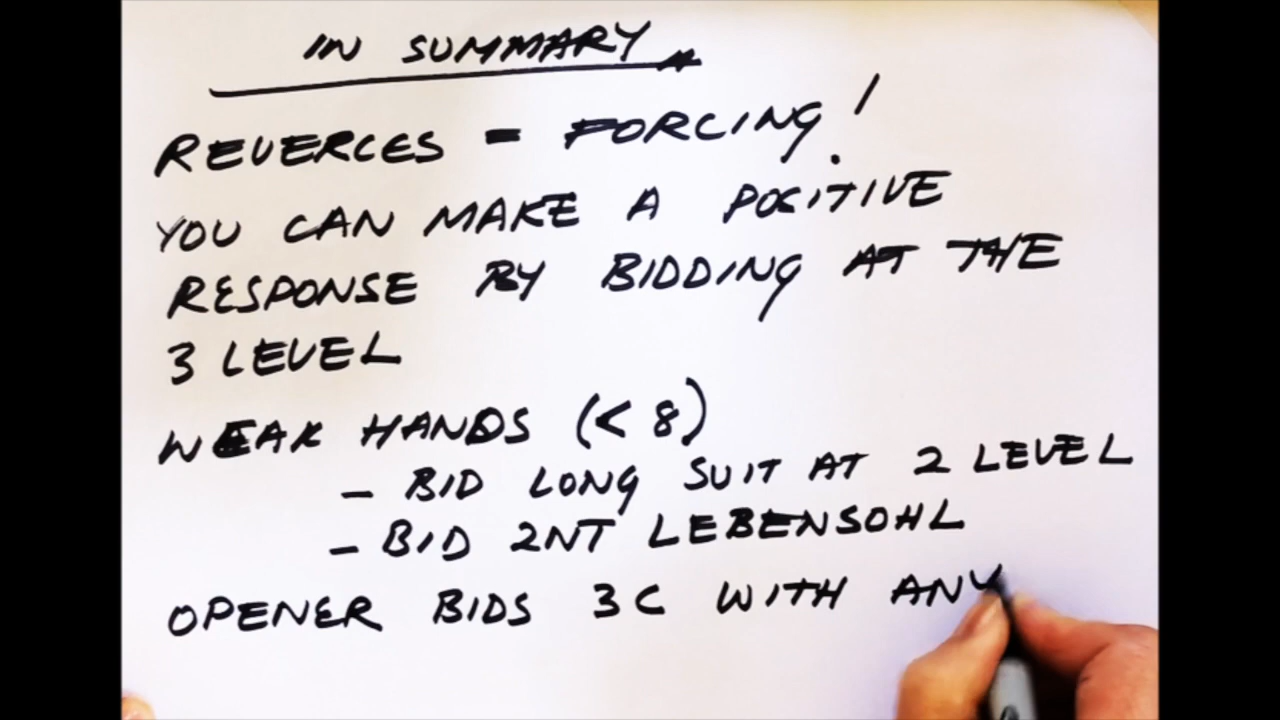 IN SUMMARY
REVERCES = FORCING!
YOU CAN MAKE A POSITIVE
RESPONSE BY BIDDING AT THE
3 LEVEL
WEAK HANDS (< 8)
- BID LONG SUIT AT 2 LEVEL
- BID 2NT LEBENSOHL
OPENER BIDS 3C WITH ANY